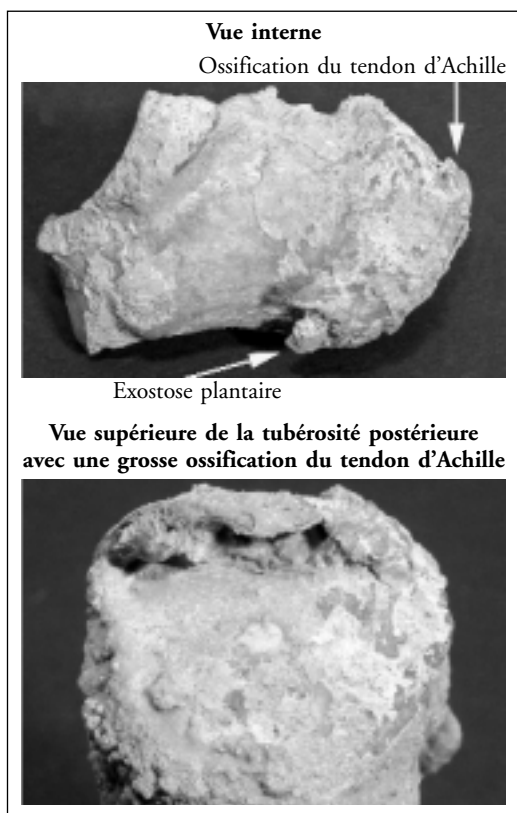 Vue interne
Ossification du tendon d'Achille
Exostose plantaire
Vue supérieure de la tubérosité postérieure
avec une grosse ossification du tendon d'Achille